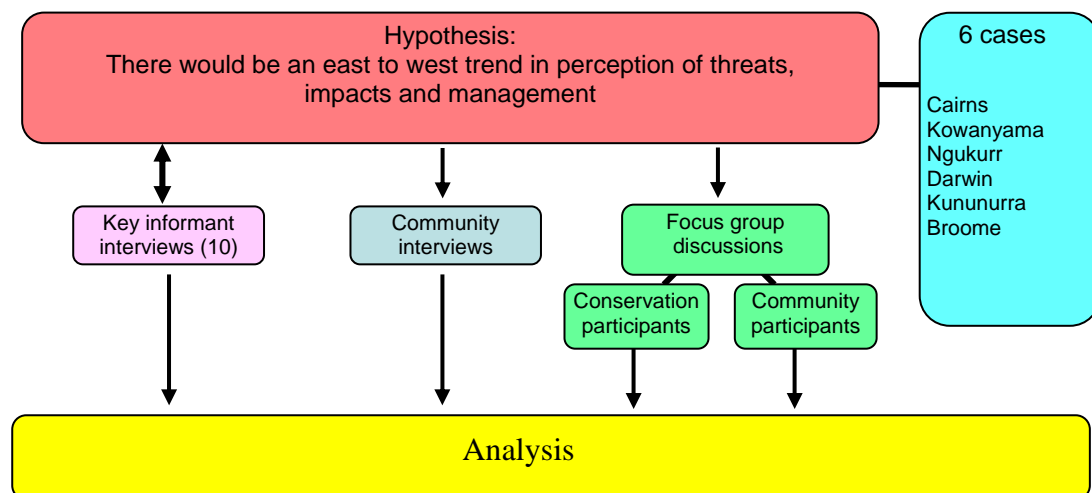 Hypothesis:
There would be an east to west trend in perception of threats,
impacts and management
6 cases
Cairns
Kowanyama
Ngukurr
Darwin
Kununurra
Broome
Key informant
interviews (10)
Community
interviews
Focus group
discussions
Conservation
participants
Community
participants
Analysis